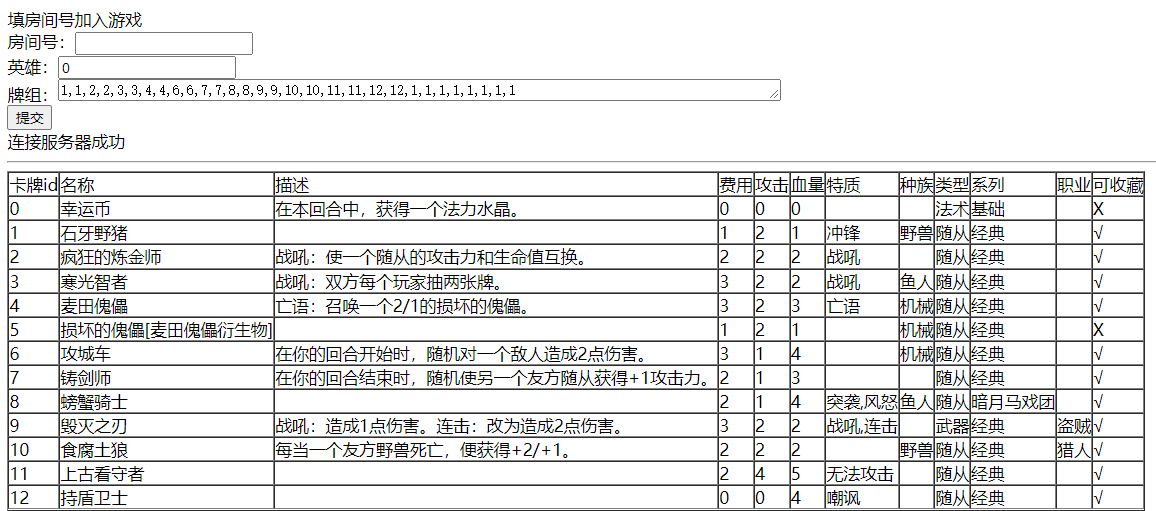 填房间号加入游戏
房间号：
英雄：0
牌组：1,1,2,2,3,3,4,4,6,6,7,7,8,8,9,9,10,10,11,11,12,12,1,1,1,1,1,1,1,1
提交
连接服务器成功
卡牌id 名称 描述 费用 攻击 血量 特质 种族 类型 系列 职业 可收藏
0 幸运币 在本回合中，获得一个法力水晶。 0 0 0 法术 基础 X
1 石牙野猪 1 2 1 冲锋 野兽 随从 经典 √
2 疯狂的炼金师 战吼：使一个随从的攻击力和生命值互换。 2 2 2 战吼 随从 经典 √
3 寒光智者 战吼：双方每个玩家抽两张牌。 3 2 2 战吼 鱼人 随从 经典 √
4 麦田傀儡 亡语：召唤一个2/1的损坏的傀儡。 3 2 3 亡语 机械 随从 经典 √
5 损坏的傀儡[麦田傀儡衍生物] 1 2 1 机械 随从 经典 X
6 攻城车 在你的回合开始时，随机对一个敌人造成2点伤害。 3 1 4 机械 随从 经典 √
7 铸剑师 在你的回合结束时，随机使另一个友方随从获得+1攻击力。 2 1 3 随从 经典 √
8 螃蟹骑士 2 1 4 突袭,风怒 鱼人 随从 暗月马戏团 √
9 毁灭之刃 战吼：造成1点伤害。连击：改为造成2点伤害。 3 2 2 战吼,连击 武器 经典 盗贼 √
10 食腐土狼 每当一个友方野兽死亡，便获得+2/+1。 2 2 2 野兽 随从 经典 猎人 √
11 上古看守者 2 4 5 无法攻击 随从 经典 √
12 持盾卫士 0 0 4 嘲讽 随从 经典 √